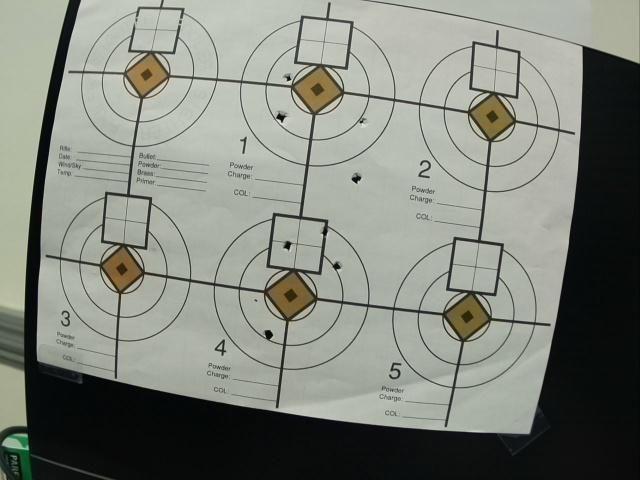 Rifle:
Date:
Wind/Sky
Temp:
Bullet:
Powder:
Brass:
Primer:
1
Powder
Charge:
COL:
2
Powder
Charge:
COL:
3
Powder
Charge:
COL:
4
Powder
Charge:
COL:
5
Powder
Charge:
COL: